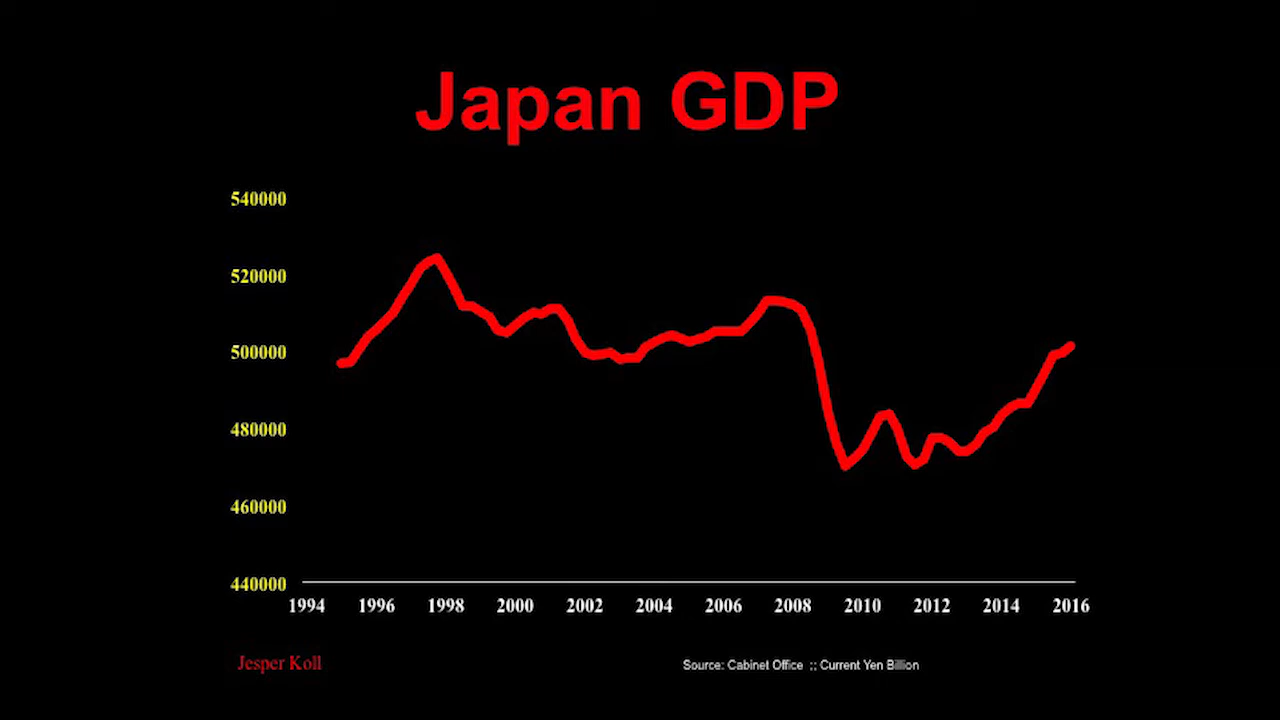 Japan GDP
540000
520000
500000
480000
460000
440000
1994 1996 1998 2000 2002 2004 2006 2008 2010 2012 2014 2016
Jesper Koll
Source: Cabinet Office ;; Current Yen Billion